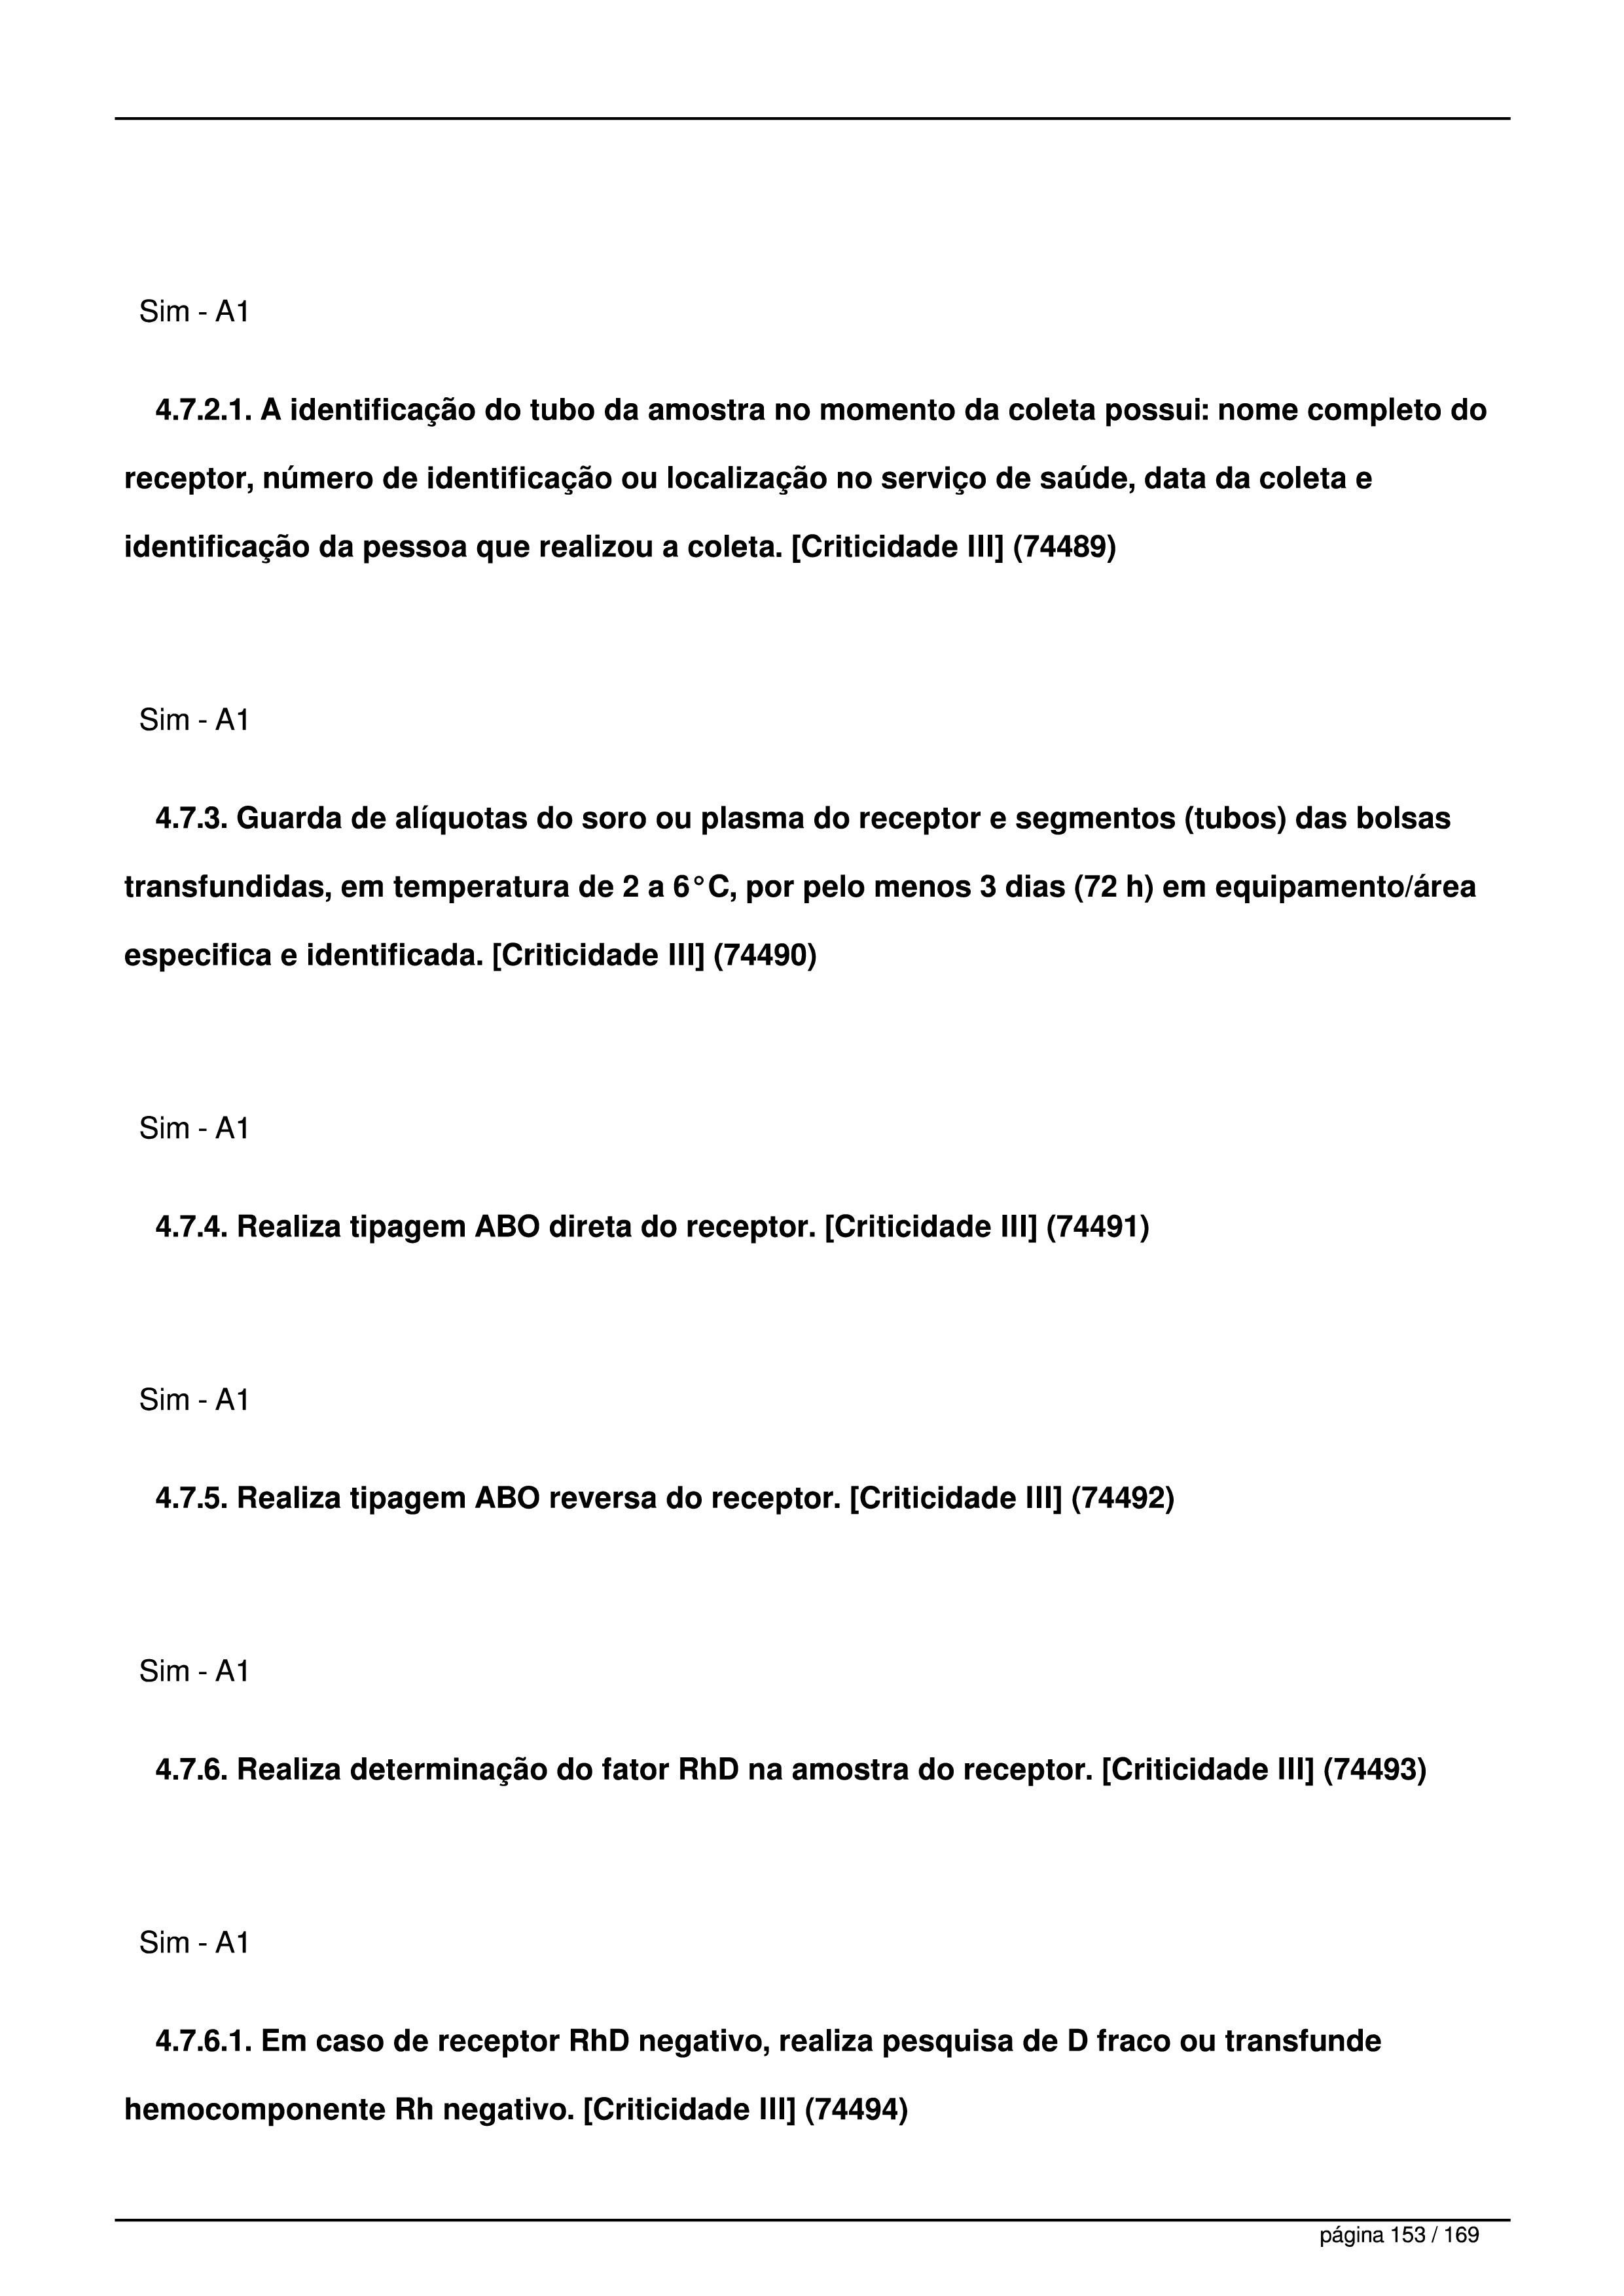 Sim - A1
4.7.2.1. A identificação do tubo da amostra no momento da coleta possui: nome completo do
receptor, número de identificação ou localização no serviço de saúde, data da coleta e
identificação da pessoa que realizou a coleta. [Criticidade III] (74489)
Sim - A1
4.7.3. Guarda de alíquotas do soro ou plasma do receptor e segmentos (tubos) das bolsas
transfundidas, em temperatura de 2 a 6°C, por pelo menos 3 dias (72 h) em equipamento/área
especifica e identificada. [Criticidade III] (74490)
Sim - A1
4.7.4. Realiza tipagem ABO direta do receptor. [Criticidade III] (74491)
Sim - A1
4.7.5. Realiza tipagem ABO reversa do receptor. [Criticidade III] (74492)
Sim - A1
4.7.6. Realiza determinação do fator RhD na amostra do receptor. [Criticidade III] (74493)
Sim - A1
4.7.6.1. Em caso de receptor RhD negativo, realiza pesquisa de D fraco ou transfunde
hemocomponente Rh negativo. [Criticidade III] (74494)
página 153 / 169